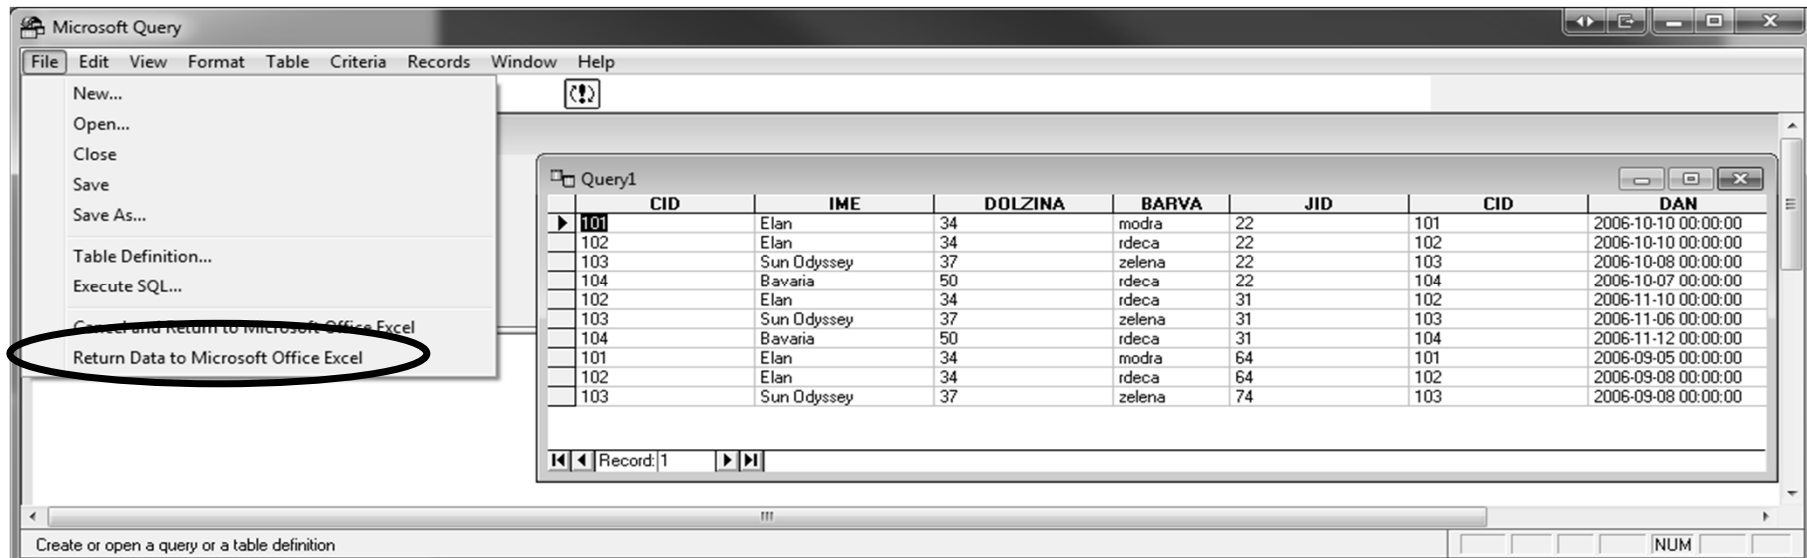 Microsoft Query
File Edit View Format Table Criteria Records Window Help
New...
Open...
Close
Save
Save As...
Table Definition...
Execute SQL...
Cancel and Return to Microsoft Office Excel
Return Data to Microsoft Office Excel
Query1
CID IME DOLZINA BARVA JID CID DAN
101 Elan 34 modra 22 101 2006-10-10 00:00:00
102 Elan 34 rdeca 22 102 2006-10-10 00:00:00
103 Sun Odyssey 37 zelena 22 103 2006-10-08 00:00:00
104 Bavaria 50 rdeca 22 104 2006-10-07 00:00:00
102 Elan 34 rdeca 31 102 2006-11-10 00:00:00
103 Sun Odyssey 37 zelena 31 103 2006-11-06 00:00:00
104 Bavaria 50 rdeca 31 104 2006-11-12 00:00:00
101 Elan 34 modra 64 101 2006-09-05 00:00:00
102 Elan 34 rdeca 64 102 2006-09-08 00:00:00
103 Sun Odyssey 37 zelena 74 103 2006-09-08 00:00:00
Record: 1
Create or open a query or a table definition
NUM